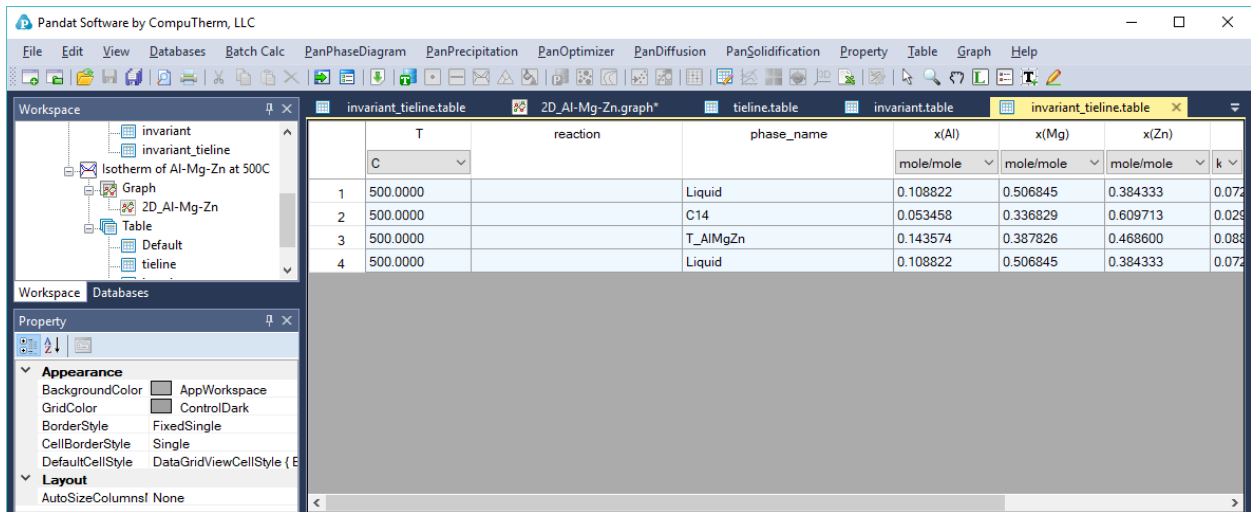 Pandat Software by CompuTherm, LLC
File Edit View Databases Batch Calc PanPhaseDiagram PanPrecipitation PanOptimizer PanDiffusion PanSolidification Property Table Graph Help
Workspace
invariant
invariant_tieline
Isotherm of Al-Mg-Zn at 500C
Graph
2D_Al-Mg-Zn
Table
Default
tieline
Workspace Databases
Property
Appearance
BackgroundColor AppWorkspace
GridColor ControlDark
BorderStyle FixedSingle
CellBorderStyle Single
DefaultCellStyle DataGridViewCellStyle { E
Layout
AutoSizeColumnsI None
invariant_tieline.table 2D_Al-Mg-Zn.graph* tieline.table invariant.table invariant_tieline.table
T reaction phase_name x(Al) x(Mg) x(Zn)
C mole/mole mole/mole mole/mole k
1 500.0000 Liquid 0.108822 0.506845 0.384333 0.072
2 500.0000 C14 0.053458 0.336829 0.609713 0.029
3 500.0000 T_AlMgZn 0.143574 0.387826 0.468600 0.088
4 500.0000 Liquid 0.108822 0.506845 0.384333 0.072